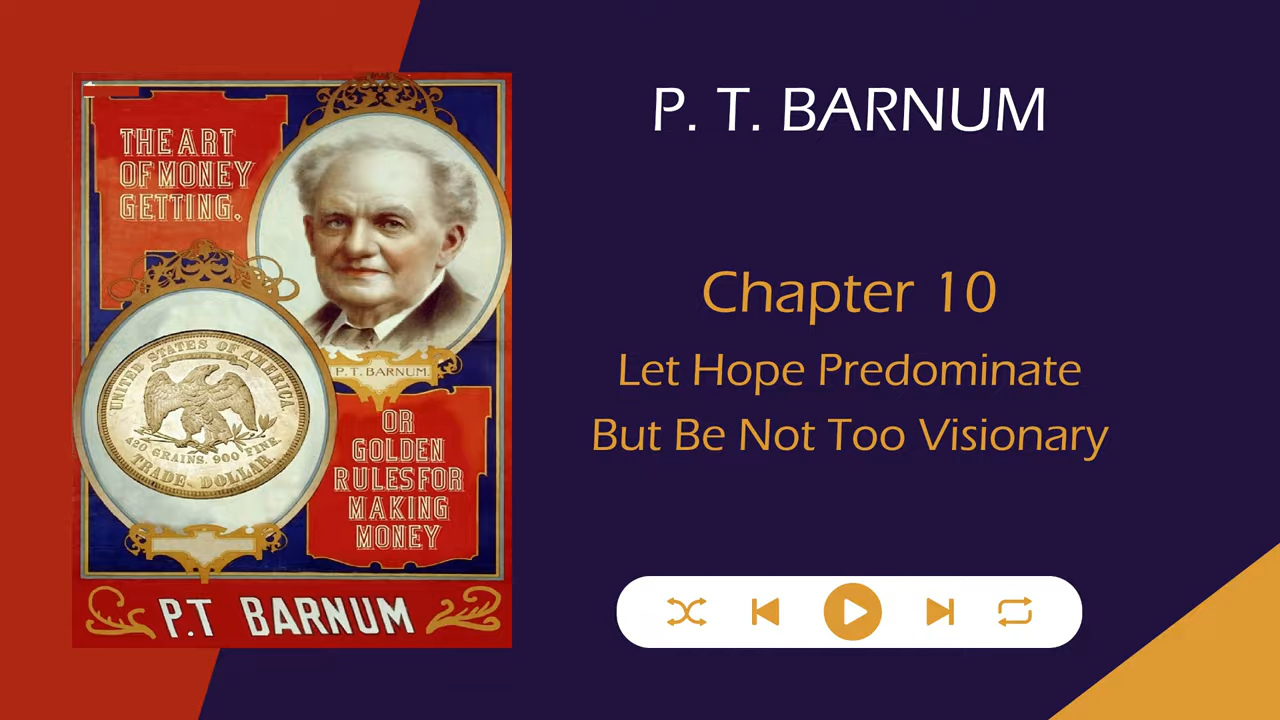 THE ART
OF MONEY
GETTING.
P. T. BARNUM.
UNITED STATES OF AMERICA.
420 GRAINS. 900 FINE.
TRADE DOLLAR.
OR
GOLDEN
RULES FOR
MAKING
MONEY
P.T BARNUM
P. T. BARNUM
Chapter 10
Let Hope Predominate
But Be Not Too Visionary